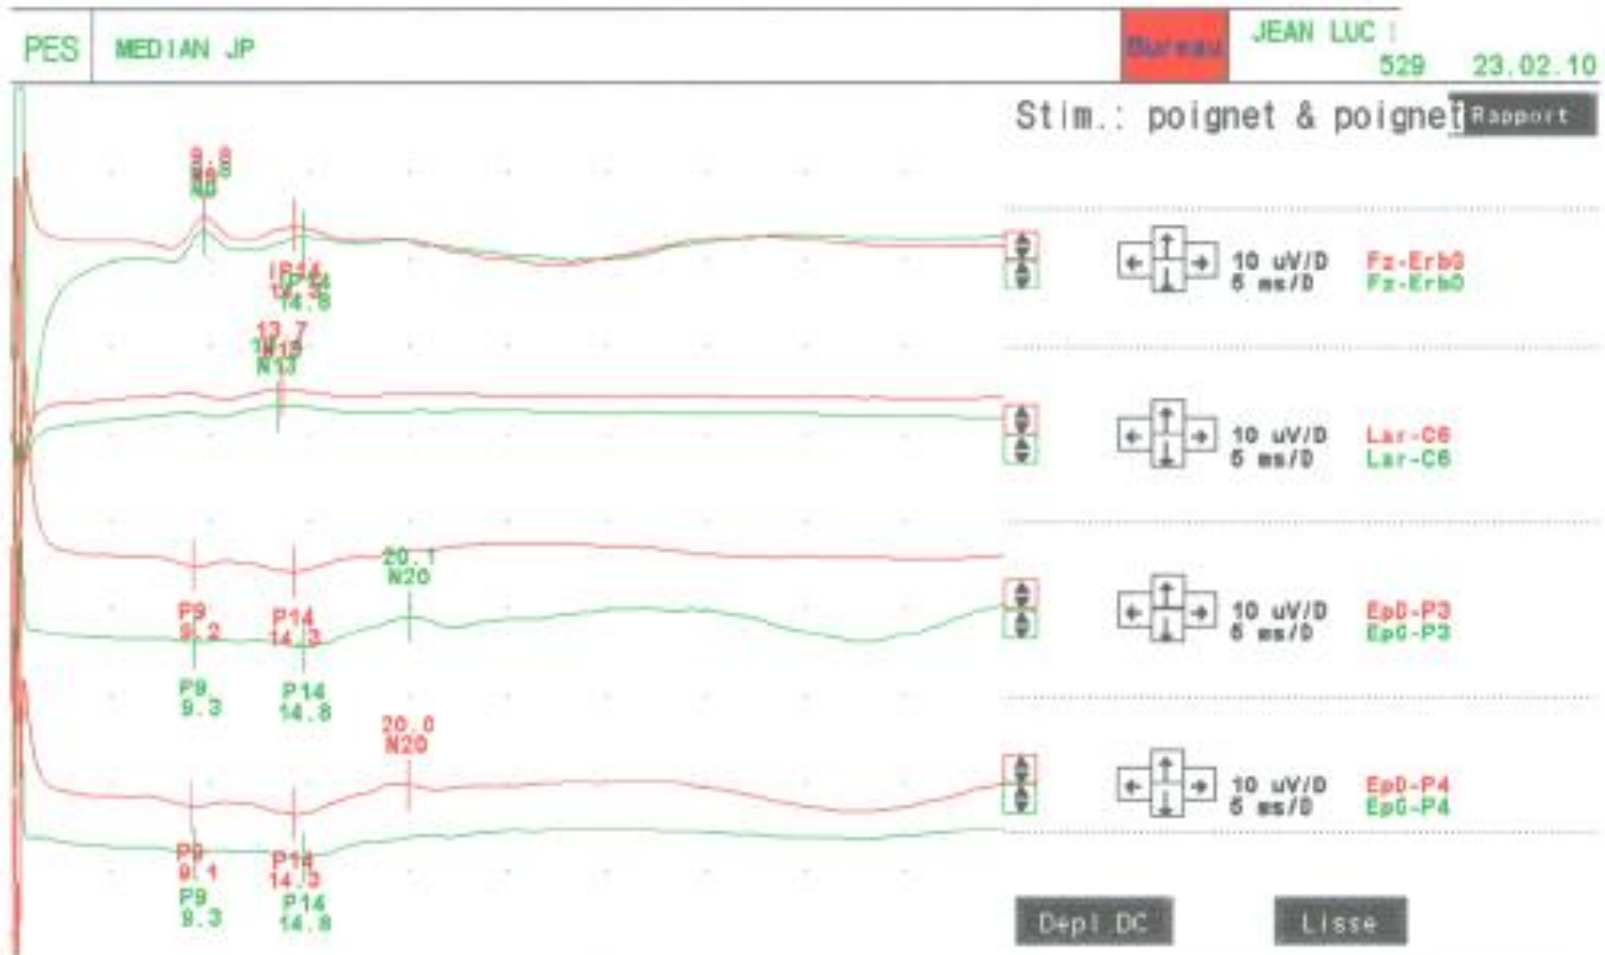 PES MEDIAN JP Bureau JEAN LUC
529 23.02.10
Stim.: poignet & poignet Rapport
10 uV/D Fz-ErbG
5 ms/D Fz-ErbD
P14
14.8
13.7
N13
10 uV/D Lar-C6
5 ms/D Lar-C6
20.1
N20
P9 P14
9.2 14.3
10 uV/D EpD-P3
5 ms/D EpG-P3
P9 P14
9.3 14.8
20.0
N20
10 uV/D EpD-P4
5 ms/D EpG-P4
P9 P14
9.1 14.3
P9 P14
9.3 14.8
Depl DC Lisse